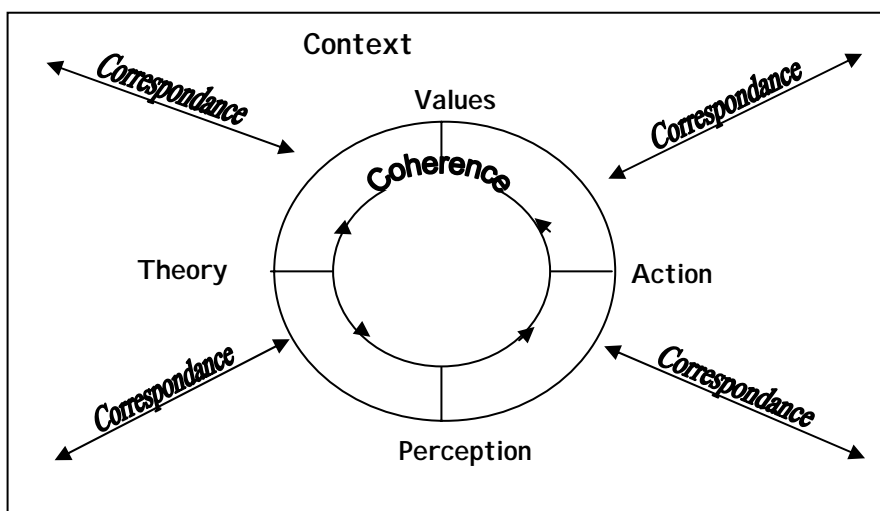 Context
Correspondance
Correspondance
Values
Coherence
Theory
Action
Correspondance
Correspondance
Perception